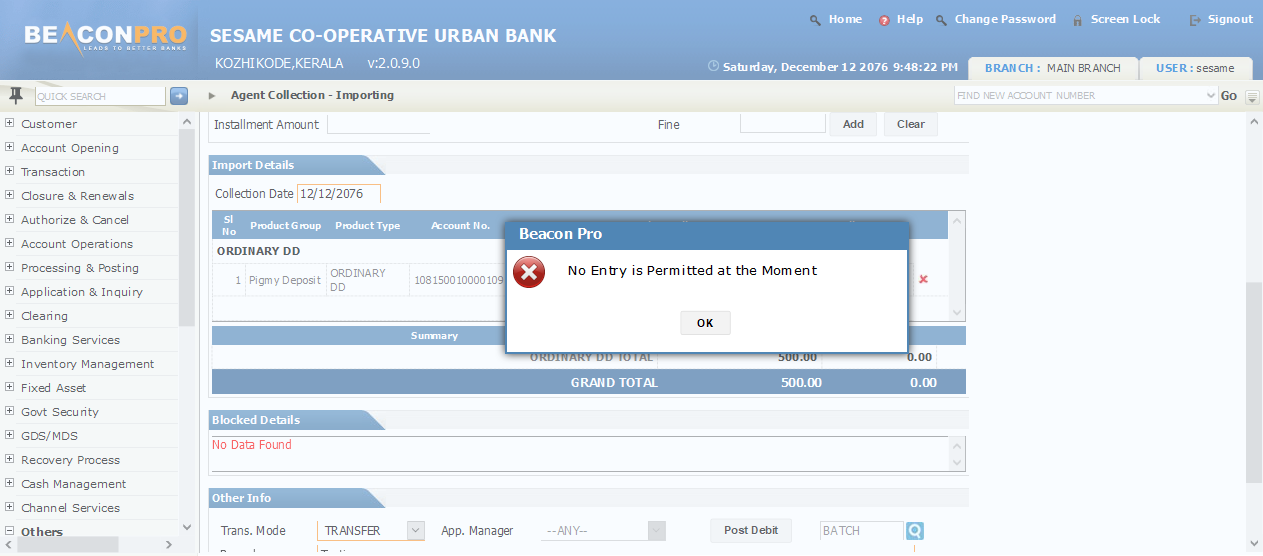 BEACONPRO
LEADS TO BETTER BANKS
Home Help Change Password Screen Lock Signout
SESAME CO-OPERATIVE URBAN BANK
KOZHIKODE,KERALA v:2.0.9.0
Saturday, December 12 2076 9:48:22 PM BRANCH : MAIN BRANCH USER : sesame
QUICK SEARCH Agent Collection - Importing FIND NEW ACCOUNT NUMBER Go
Customer
Account Opening
Transaction
Closure & Renewals
Authorize & Cancel
Account Operations
Processing & Posting
Application & Inquiry
Clearing
Banking Services
Inventory Management
Fixed Asset
Govt Security
GDS/MDS
Recovery Process
Cash Management
Channel Services
Others
Installment Amount Fine Add Clear
Import Details
Collection Date 12/12/2076
Sl No Product Group Product Type Account No.
ORDINARY DD
1 Pigmy Deposit ORDINARY DD 108150010000109
Beacon Pro
No Entry is Permitted at the Moment
OK
Summary
ORDINARY DD TOTAL 500.00 0.00
GRAND TOTAL 500.00 0.00
Blocked Details
No Data Found
Other Info
Trans. Mode TRANSFER App. Manager --ANY-- Post Debit BATCH